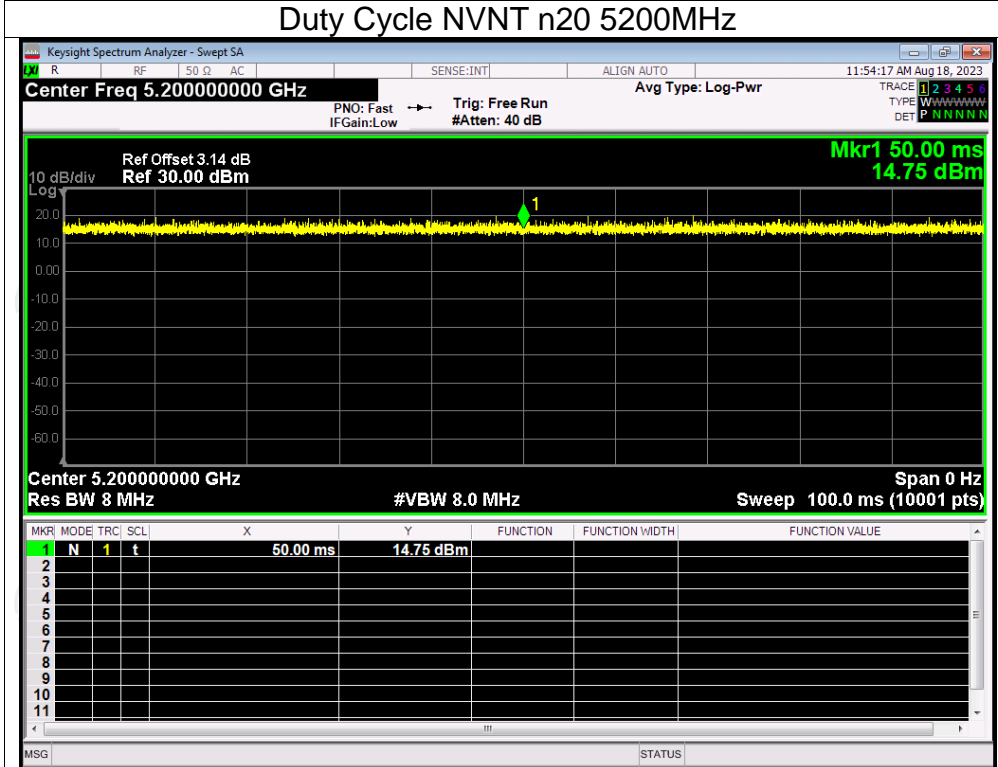 Duty Cycle NVNT n20 5200MHz
Keysight Spectrum Analyzer - Swept SA
LXI R RF 50 Ω AC SENSE:INT ALIGN AUTO 11:54:17 AM Aug 18, 2023
Center Freq 5.200000000 GHz Avg Type: Log-Pwr TRACE 1 2 3 4 5 6
PNO: Fast Trig: Free Run TYPE WWWWWW
IFGain:Low #Atten: 40 dB DET P N N N N N
Mkr1 50.00 ms
14.75 dBm
Ref Offset 3.14 dB
10 dB/div Ref 30.00 dBm
Log
1
20.0
10.0
0.00
-10.0
-20.0
-30.0
-40.0
-50.0
-60.0
Center 5.200000000 GHz Span 0 Hz
Res BW 8 MHz #VBW 8.0 MHz Sweep 100.0 ms (10001 pts)
MKR MODE TRC SCL X Y FUNCTION FUNCTION WIDTH FUNCTION VALUE
1 N 1 t 50.00 ms 14.75 dBm
2
3
4
5
6
7
8
9
10
11
MSG STATUS